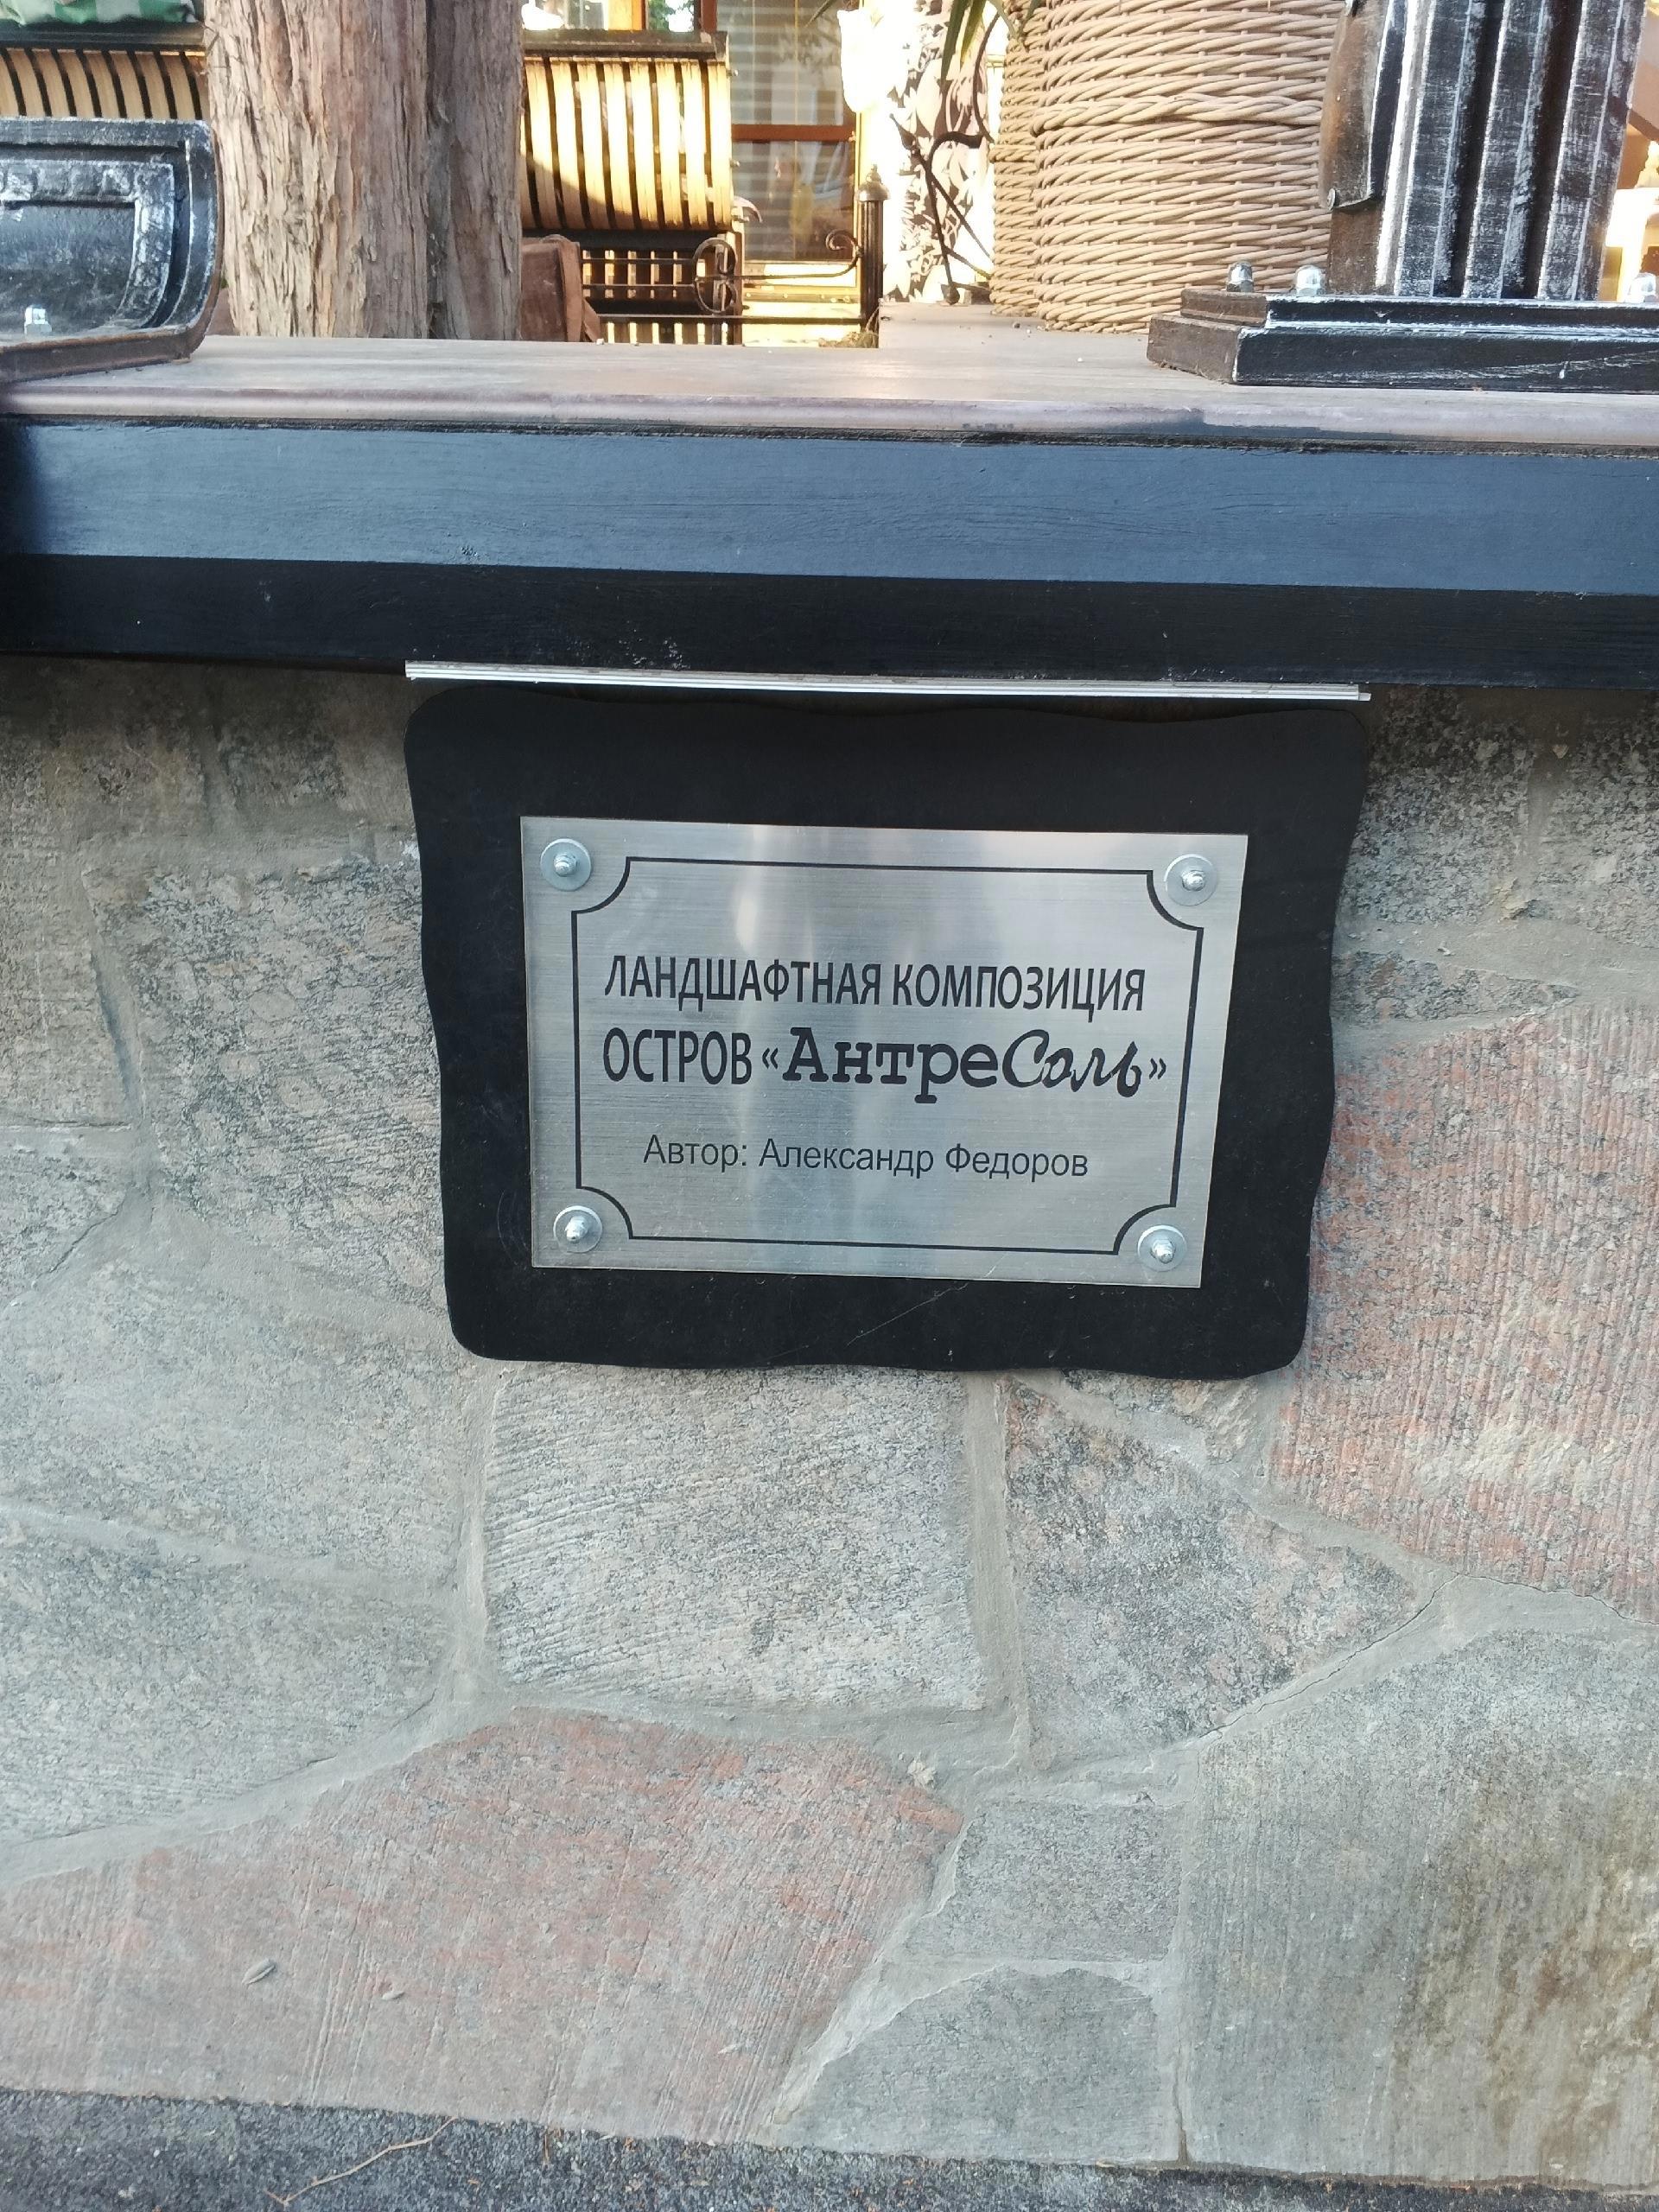 ЛАНДШАФТНАЯ КОМПОЗИЦИЯ
ОСТРОВ «АнтреСоль»
Автор: Александр Федоров